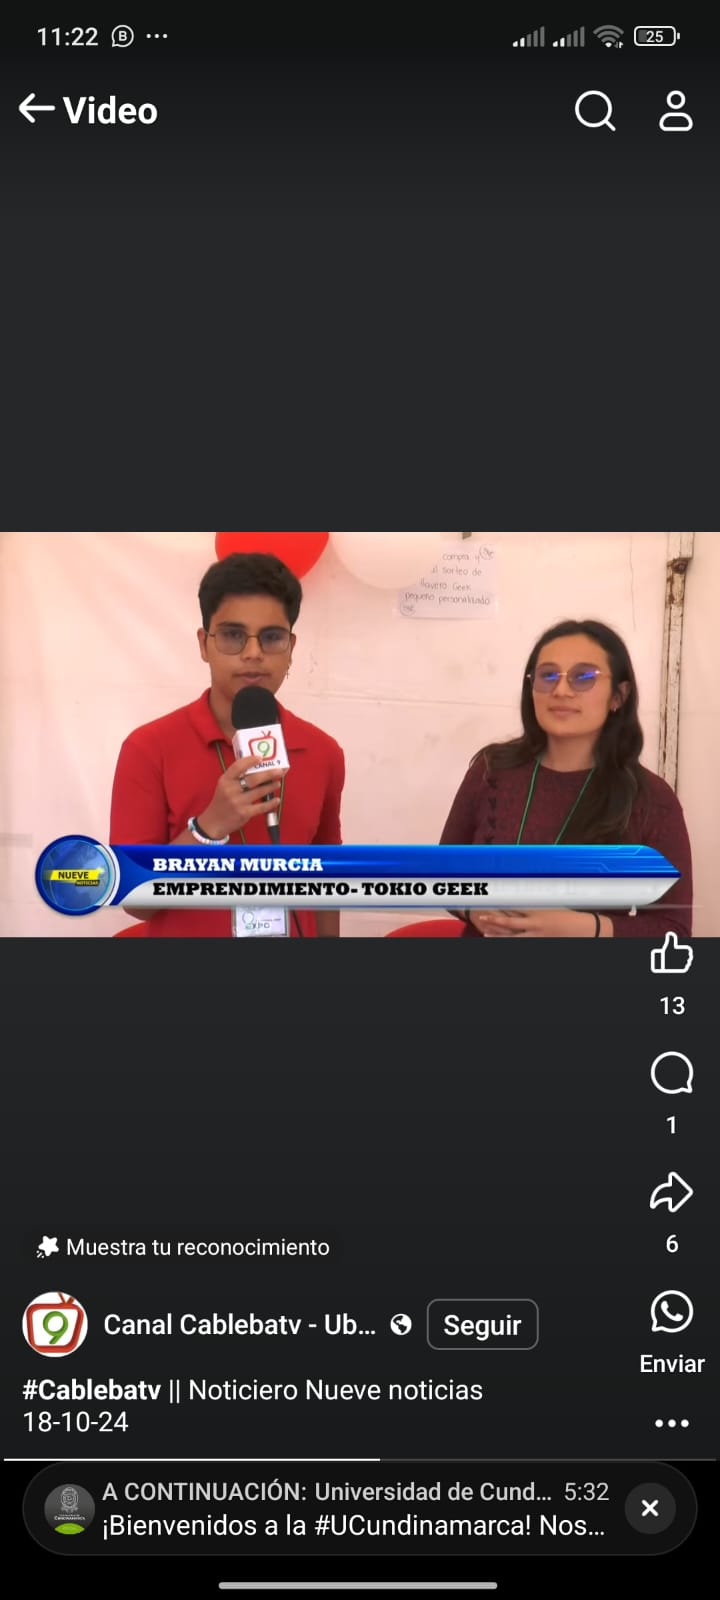 11:22
25
Video
compra y
al sorteo de
llavero Geek
pequeño personalizado
9
CANAL 9
NUEVE
NOTICIAS
BRAYAN MURCIA
EMPRENDIMIENTO- TOKIO GEEK
EXPO
13
1
6
Muestra tu reconocimiento
9
Canal Cablebatv - Ub...
Seguir
Enviar
#Cablebatv || Noticiero Nueve noticias
18-10-24
A CONTINUACIÓN: Universidad de Cund... 5:32
¡Bienvenidos a la #UCundinamarca! Nos...